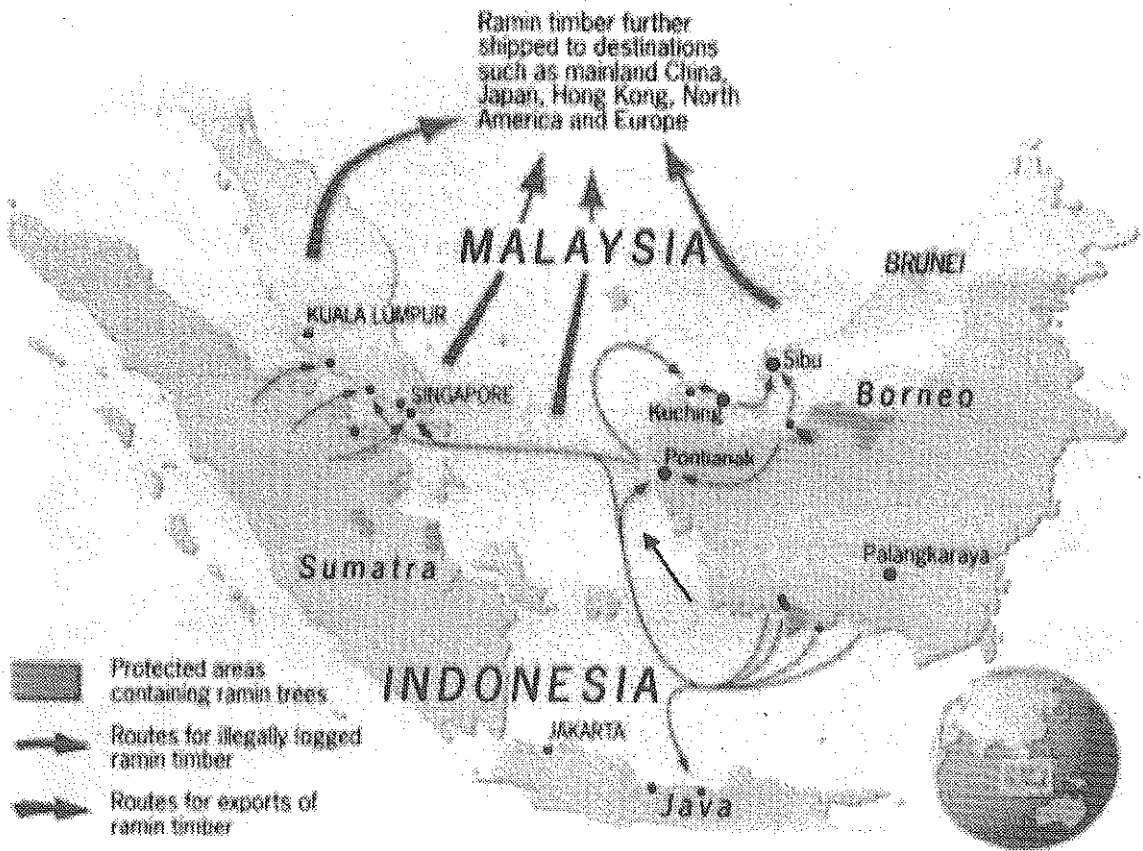 Ramin timber further
shipped to destinations
such as mainland China,
Japan, Hong Kong, North
America and Europe
MALAYSIA
BRUNEI
KUALA LUMPUR
Sibu
SINGAPORE
Borneo
Kuching
Pontianak
Palangkaraya
Sumatra
INDONESIA
JAKARTA
Java
Protected areas
containing ramin trees
Routes for illegally logged
ramin timber
Routes for exports of
ramin timber